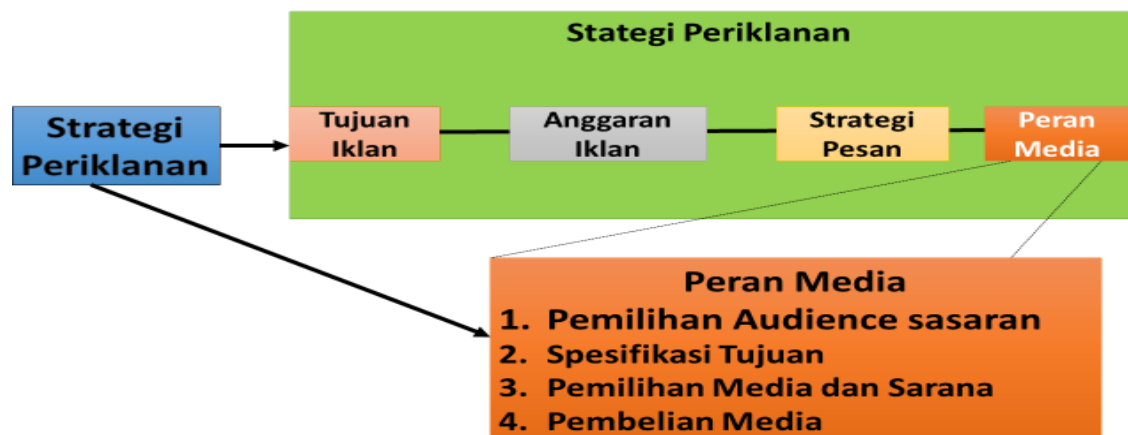 Stategi Periklanan
Strategi
Periklanan
Tujuan
Iklan
Anggaran
Iklan
Strategi
Pesan
Peran
Media
Peran Media
1. Pemilihan Audience sasaran
2. Spesifikasi Tujuan
3. Pemilihan Media dan Sarana
4. Pembelian Media